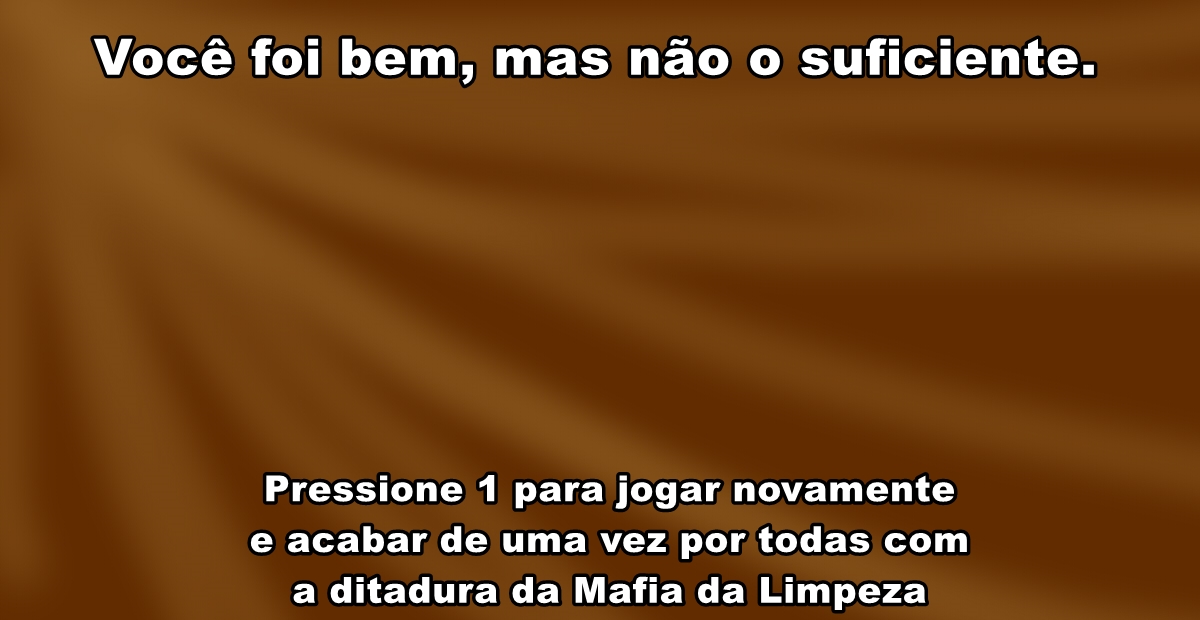 Você foi bem, mas não o suficiente.
Pressione 1 para jogar novamente
e acabar de uma vez por todas com
a ditadura da Mafia da Limpeza